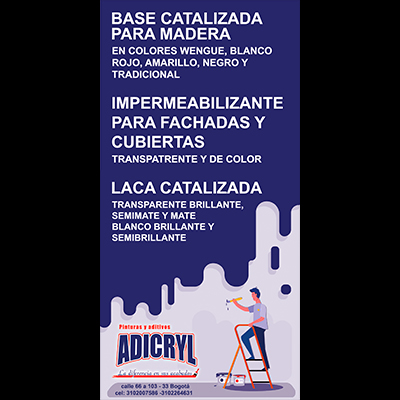 BASE CATALIZADA
PARA MADERA
EN COLORES WENGUE, BLANCO
ROJO, AMARILLO, NEGRO Y
TRADICIONAL
IMPERMEABILIZANTE
PARA FACHADAS Y
CUBIERTAS
TRANSPATRENTE Y DE COLOR
LACA CATALIZADA
TRANSPARENTE BRILLANTE,
SEMIMATE Y MATE
BLANCO BRILLANTE Y
SEMIBRILLANTE
Pinturas y aditivos
ADICRYL
La diferencia en sus acabados
calle 66 a 103 - 33 Bogotá
cel: 3102007586 -3102264631